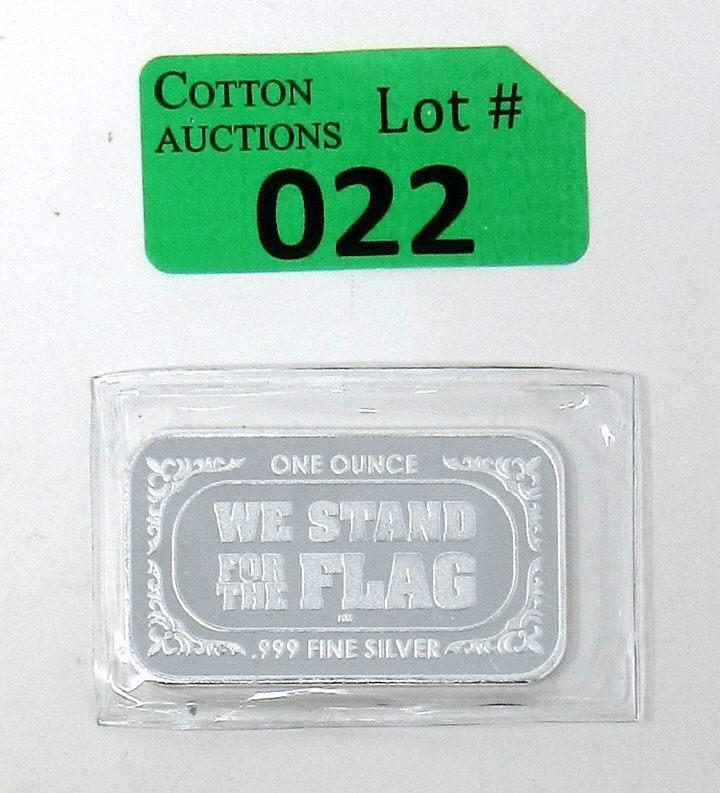 COTTON
AUCTIONS
Lot #
022
ONE OUNCE
WE STAND
FOR THE FLAG
.999 FINE SILVER